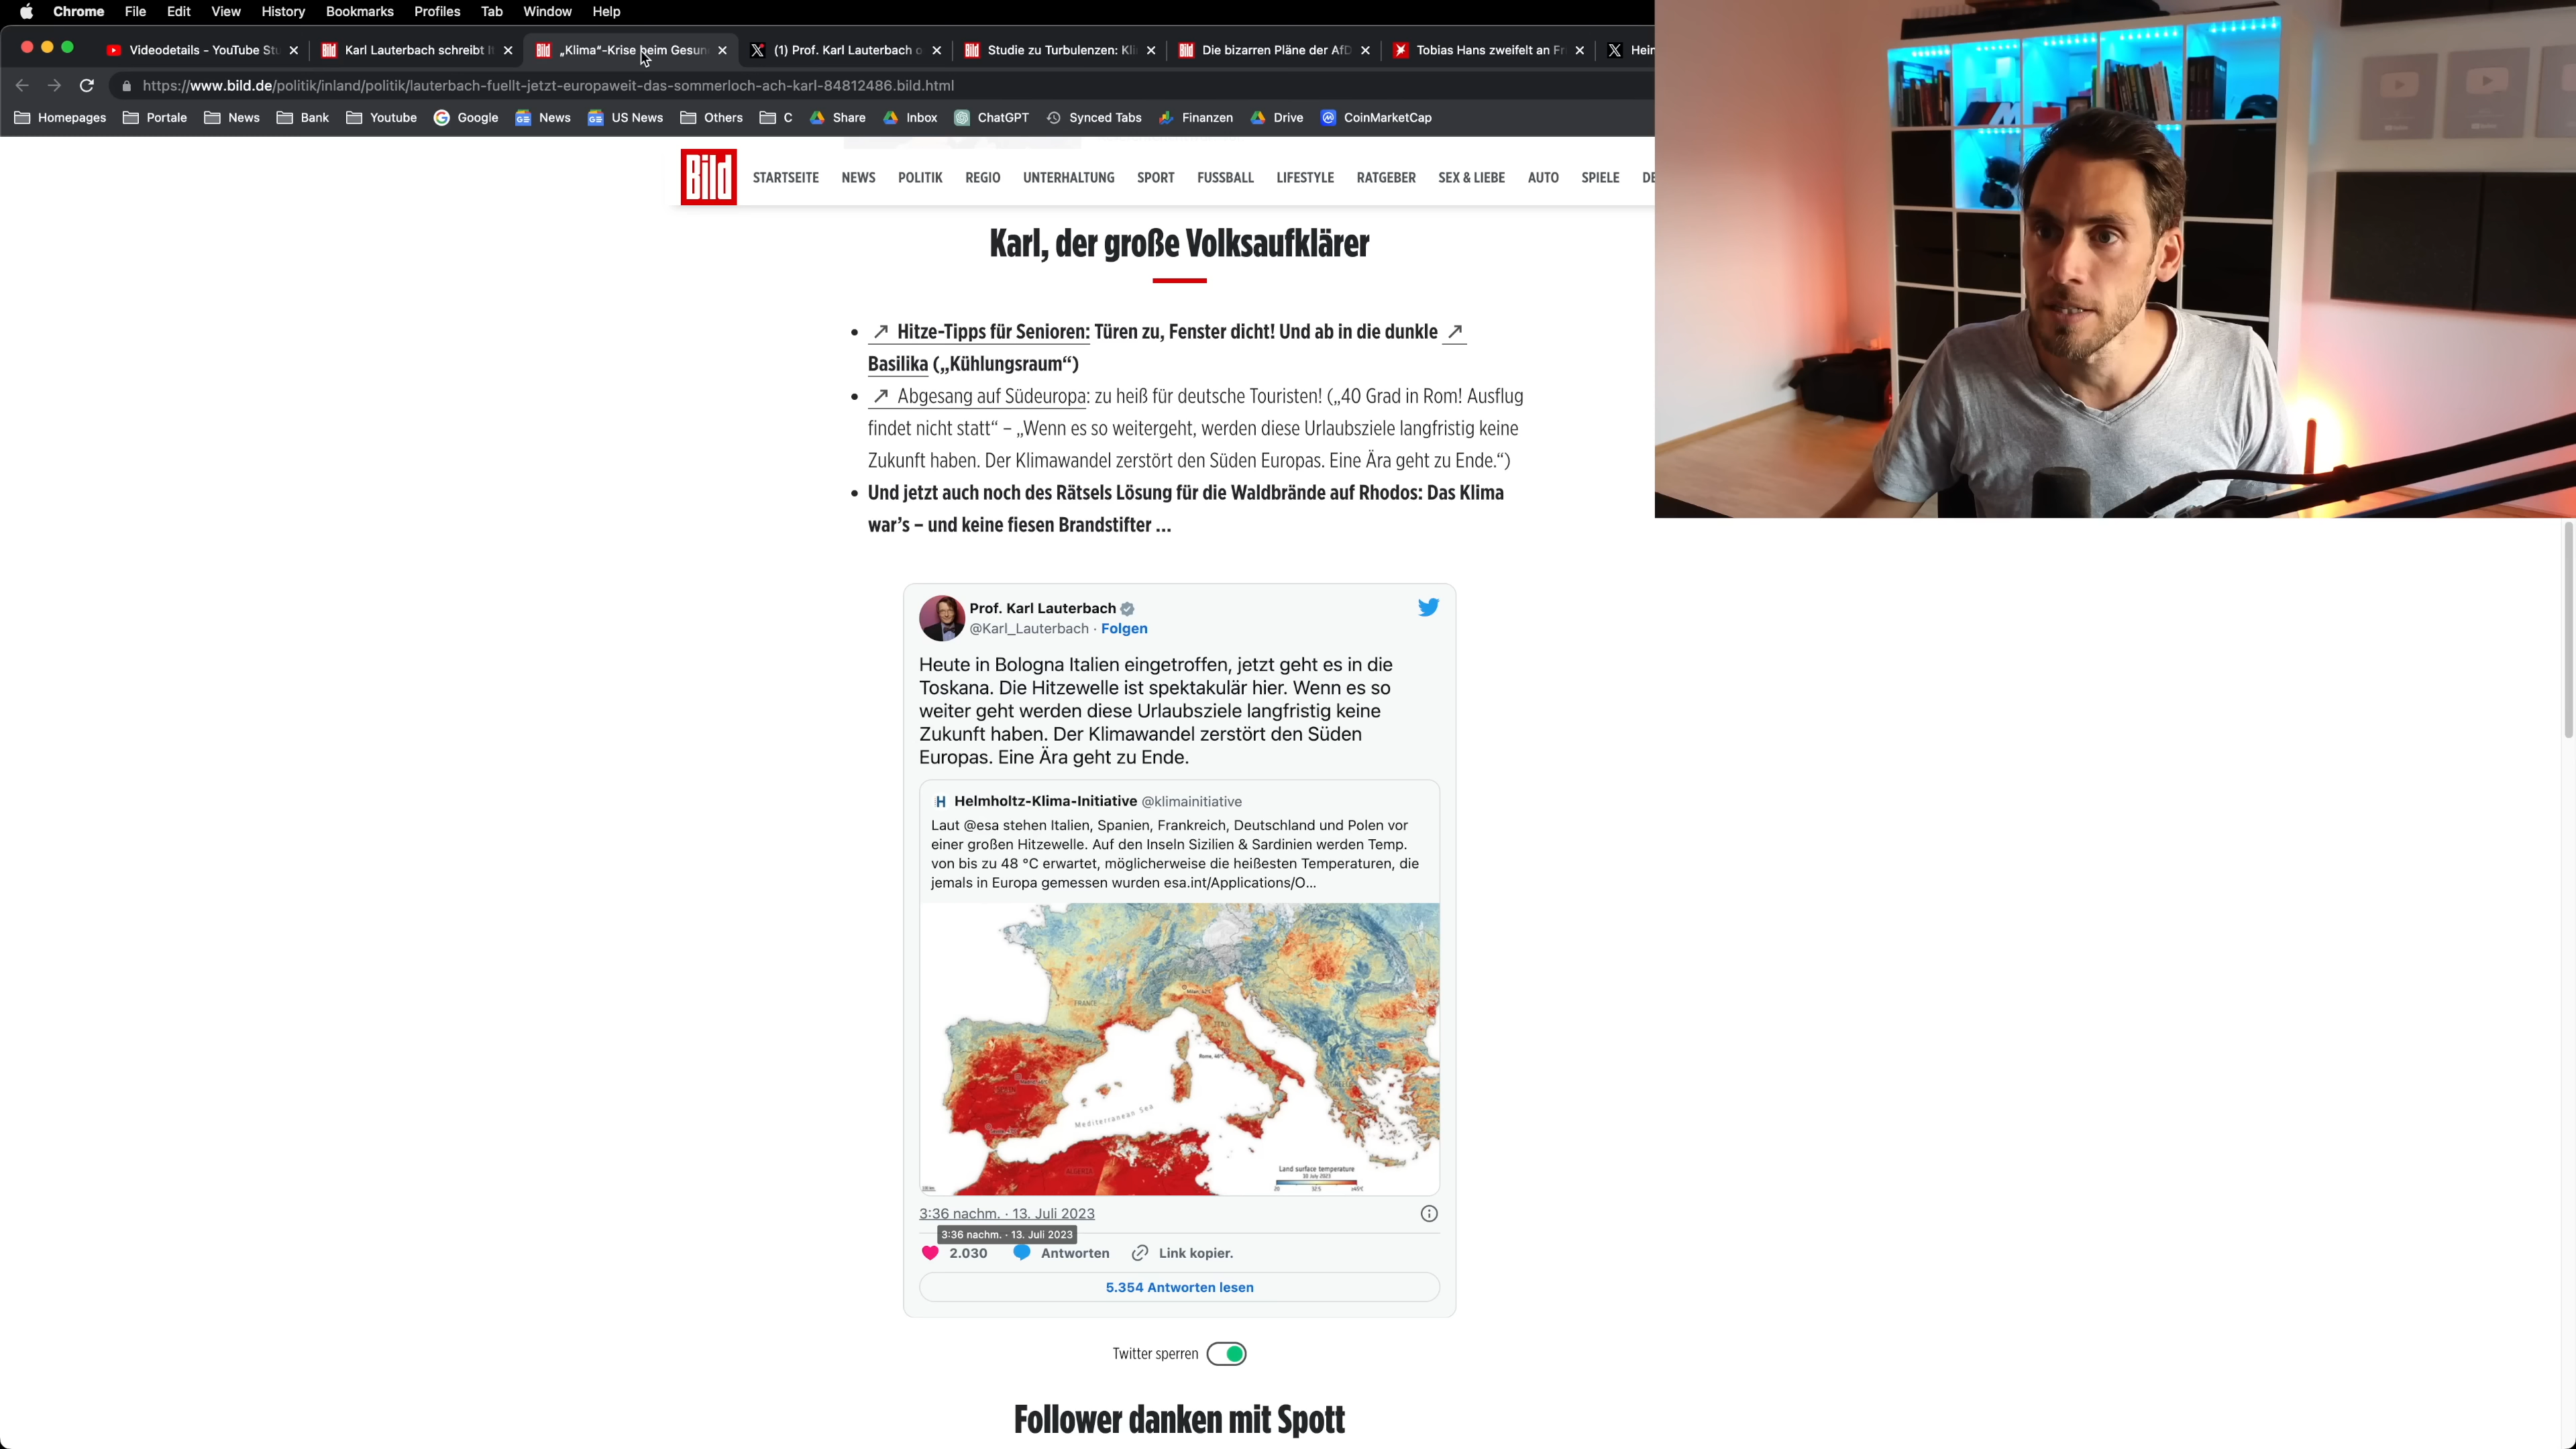 Chrome File Edit View History Bookmarks Profiles Tab Window Help
Videodetails - YouTube Stu
Karl Lauterbach schreibt It
„Klima“-Krise beim Gesun
(1) Prof. Karl Lauterbach o
Studie zu Turbulenzen: Kli
Die bizarren Pläne der AfD
Tobias Hans zweifelt an Fr
Hein
https://www.bild.de/politik/inland/politik/lauterbach-fuellt-jetzt-europaweit-das-sommerloch-ach-karl-84812486.bild.html
Homepages Portale News Bank Youtube Google News US News Others C Share Inbox ChatGPT Synced Tabs Finanzen Drive CoinMarketCap
Bild STARTSEITE NEWS POLITIK REGIO UNTERHALTUNG SPORT FUSSBALL LIFESTYLE RATGEBER SEX & LIEBE AUTO SPIELE DE
Karl, der große Volksaufklärer
• ↗ Hitze-Tipps für Senioren: Türen zu, Fenster dicht! Und ab in die dunkle ↗
Basilika („Kühlungsraum“)
• ↗ Abgesang auf Südeuropa: zu heiß für deutsche Touristen! („40 Grad in Rom! Ausflug
findet nicht statt“ – „Wenn es so weitergeht, werden diese Urlaubsziele langfristig keine
Zukunft haben. Der Klimawandel zerstört den Süden Europas. Eine Ära geht zu Ende.“)
• Und jetzt auch noch des Rätsels Lösung für die Waldbrände auf Rhodos: Das Klima
war’s – und keine fiesen Brandstifter ...
Prof. Karl Lauterbach
@Karl_Lauterbach · Folgen
Heute in Bologna Italien eingetroffen, jetzt geht es in die
Toskana. Die Hitzewelle ist spektakulär hier. Wenn es so
weiter geht werden diese Urlaubsziele langfristig keine
Zukunft haben. Der Klimawandel zerstört den Süden
Europas. Eine Ära geht zu Ende.
H Helmholtz-Klima-Initiative @klimainitiative
Laut @esa stehen Italien, Spanien, Frankreich, Deutschland und Polen vor
einer großen Hitzewelle. Auf den Inseln Sizilien & Sardinien werden Temp.
von bis zu 48 °C erwartet, möglicherweise die heißesten Temperaturen, die
jemals in Europa gemessen wurden esa.int/Applications/O...
FRANCE
ITALY
Mediterranean Sea
ALGERIA
Land surface temperature
10 July 2023
3:36 nachm. · 13. Juli 2023
3:36 nachm. · 13. Juli 2023
2.030 Antworten Link kopier.
5.354 Antworten lesen
Twitter sperren
Follower danken mit Spott